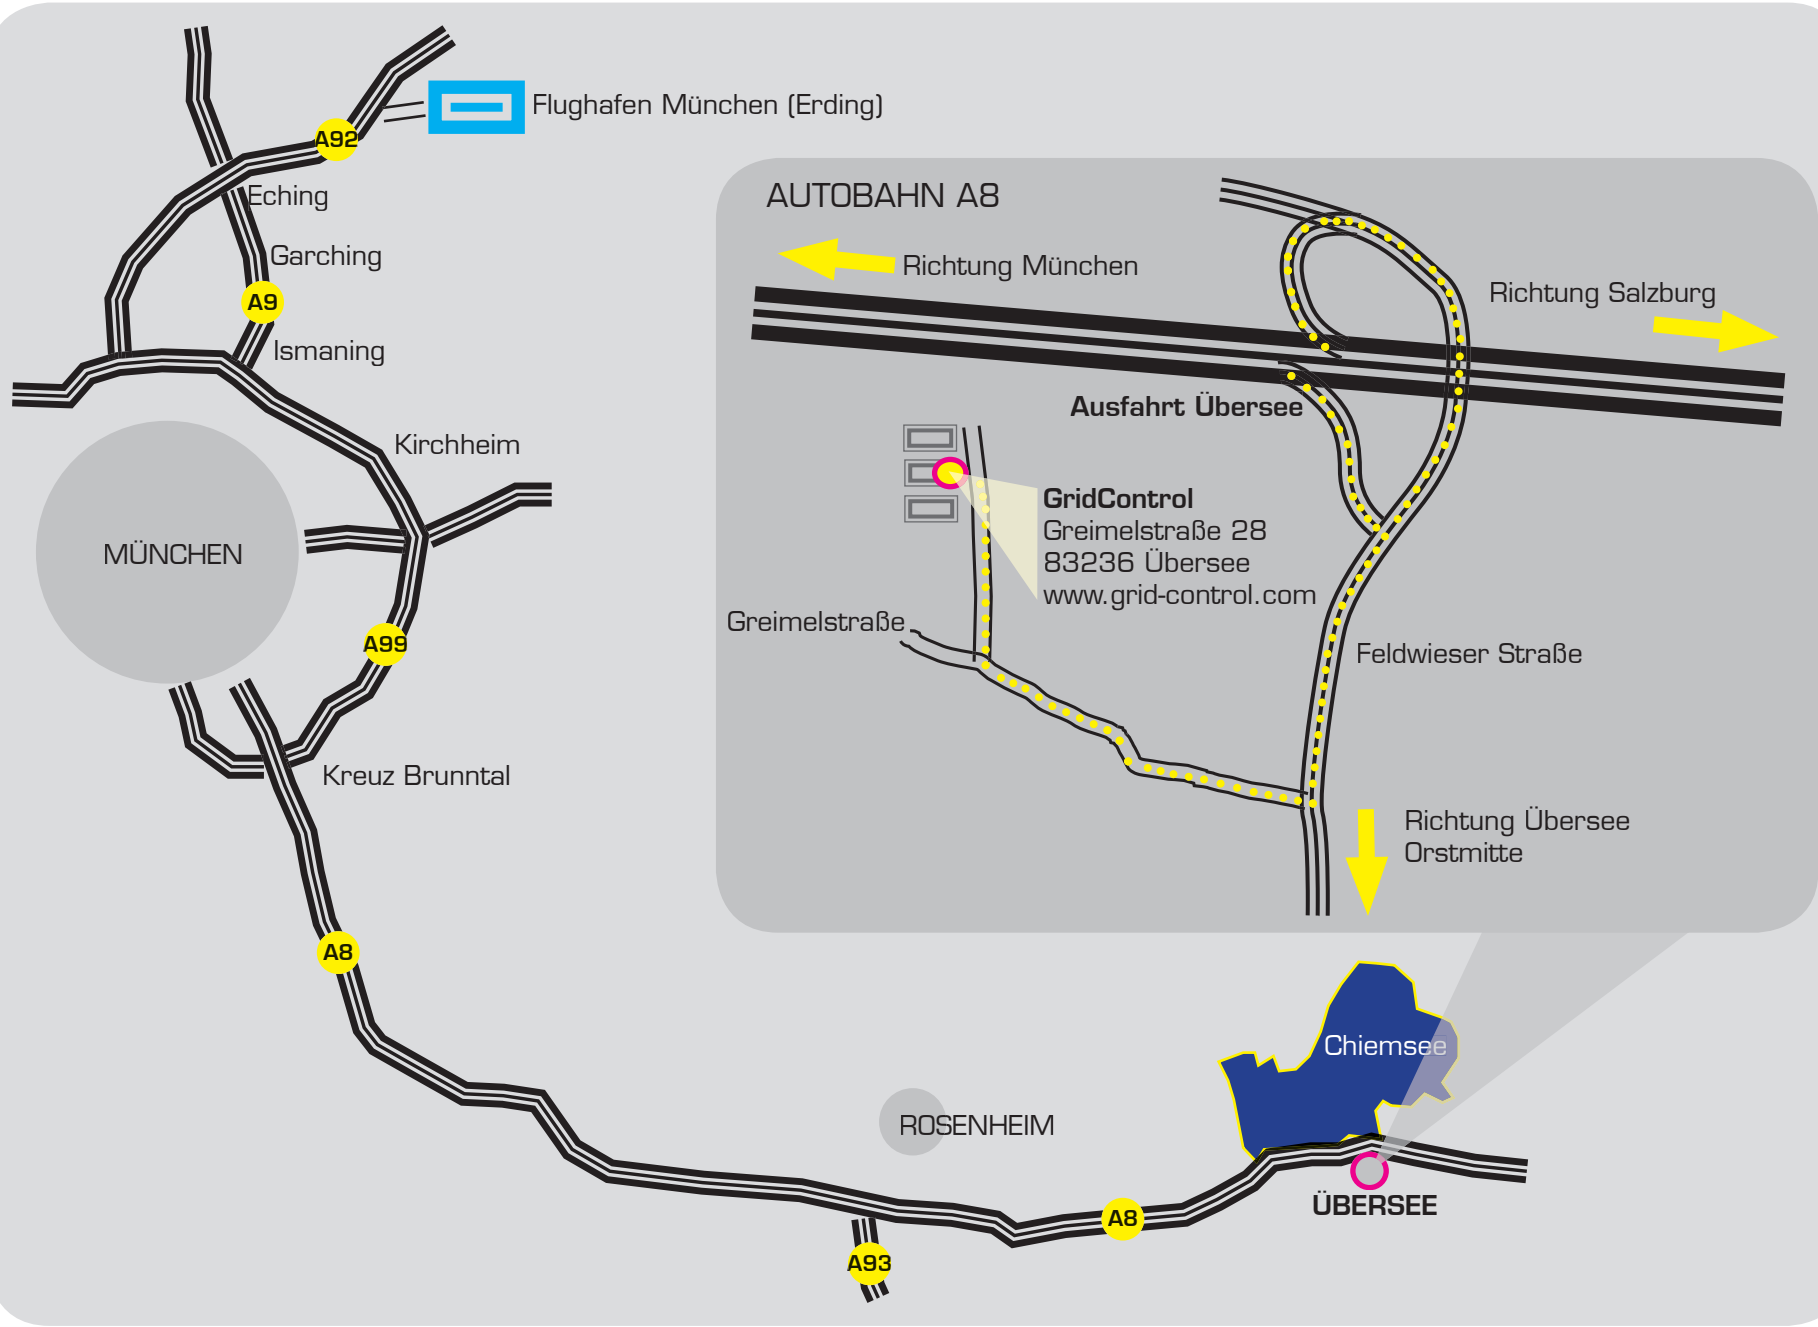 A92
Flughafen München (Erding)
Eching
Garching
A9
Ismaning
Kirchheim
MÜNCHEN
A99
Kreuz Brunntal
A8
AUTOBAHN A8
Richtung München
Richtung Salzburg
Ausfahrt Übersee
GridControl
Greimelstraße 28
83236 Übersee
www.grid-control.com
Greimelstraße
Feldwieser Straße
Richtung Übersee
Orstmitte
Chiemsee
ROSENHEIM
ÜBERSEE
A8
A93